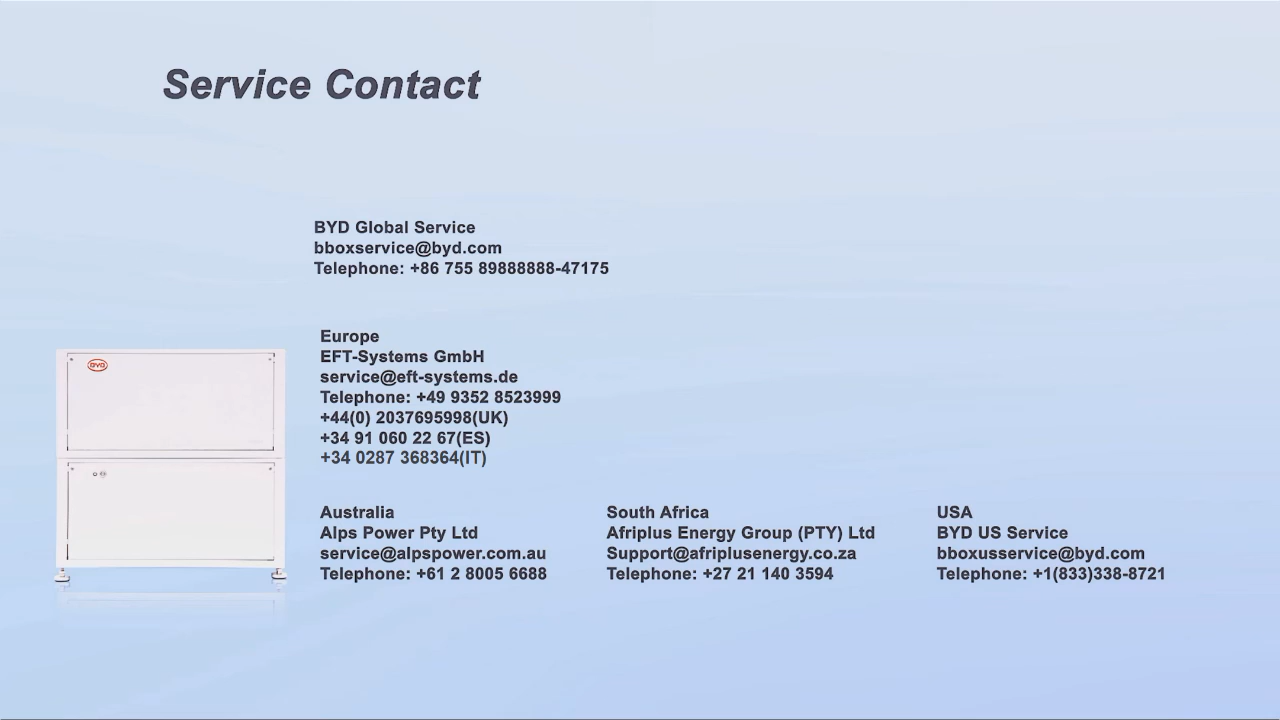 Service Contact
BYD Global Service
bboxservice@byd.com
Telephone: +86 755 89888888-47175
Europe
EFT-Systems GmbH
service@eft-systems.de
Telephone: +49 9352 8523999
+44(0) 2037695998(UK)
+34 91 060 22 67(ES)
+34 0287 368364(IT)
BYD
Australia
Alps Power Pty Ltd
service@alpspower.com.au
Telephone: +61 2 8005 6688
South Africa
Afriplus Energy Group (PTY) Ltd
Support@afriplusenergy.co.za
Telephone: +27 21 140 3594
USA
BYD US Service
bboxusservice@byd.com
Telephone: +1(833)338-8721